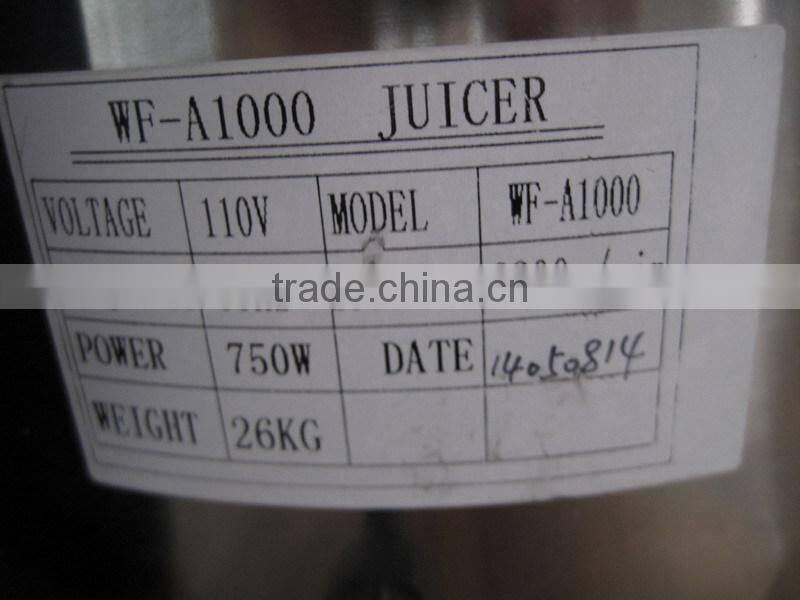 WF-A1000 JUICER
VOLTAGE 110V MODEL WF-A1000
trade.china.cn
POWER 750W DATE 14050814
WEIGHT 26KG